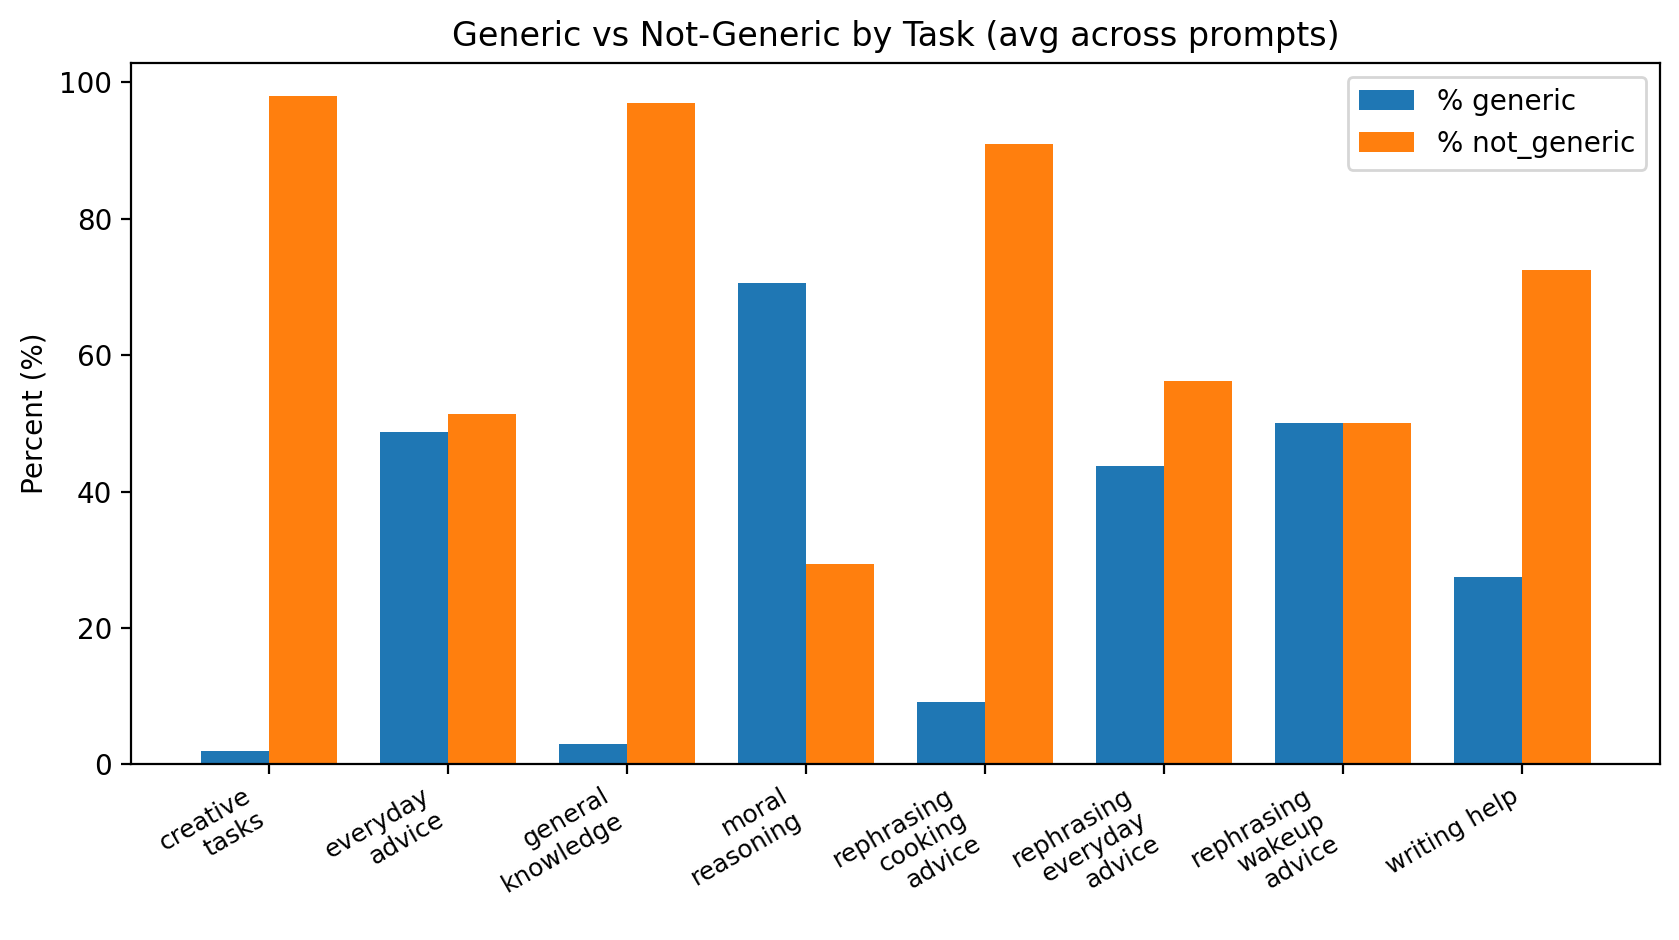 Generic vs Not-Generic by Task (avg across prompts)
% generic
% not_generic
Percent (%)
100
80
60
40
20
0
creative
tasks
everyday
advice
general
knowledge
moral
reasoning
rephrasing
cooking
advice
rephrasing
everyday
advice
rephrasing
wakeup
advice
writing help